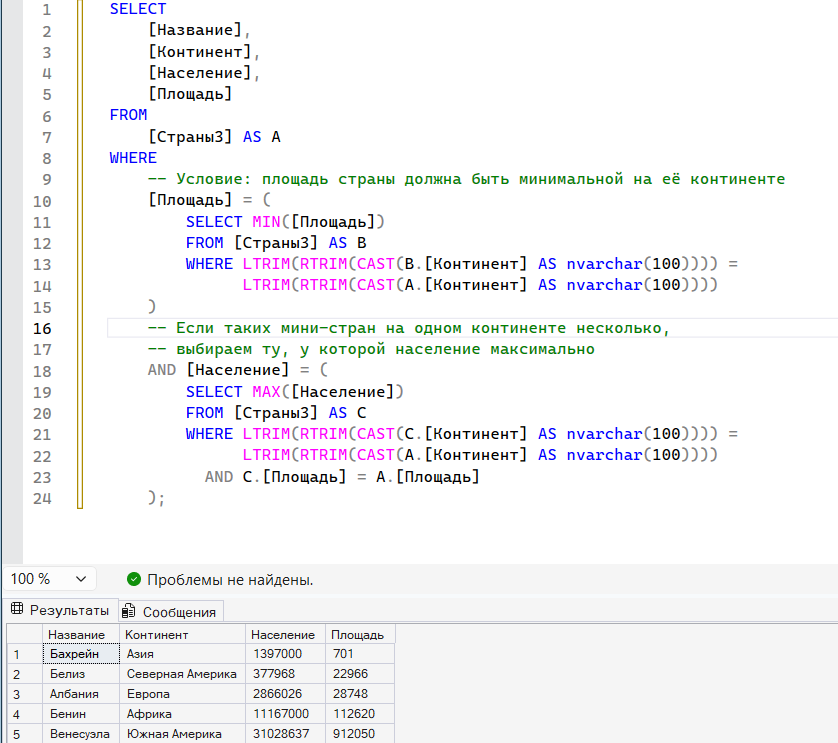 1 SELECT
2 [Название],
3 [Континент],
4 [Население],
5 [Площадь]
6 FROM
7 [Страны3] AS A
8 WHERE
9 -- Условие: площадь страны должна быть минимальной на её континенте
10 [Площадь] = (
11 SELECT MIN([Площадь])
12 FROM [Страны3] AS B
13 WHERE LTRIM(RTRIM(CAST(B.[Континент] AS nvarchar(100)))) =
14 LTRIM(RTRIM(CAST(A.[Континент] AS nvarchar(100))))
15 )
16 -- Если таких мини-стран на одном континенте несколько,
17 -- выбираем ту, у которой население максимально
18 AND [Население] = (
19 SELECT MAX([Население])
20 FROM [Страны3] AS C
21 WHERE LTRIM(RTRIM(CAST(C.[Континент] AS nvarchar(100)))) =
22 LTRIM(RTRIM(CAST(A.[Континент] AS nvarchar(100))))
23 AND C.[Площадь] = A.[Площадь]
24 );
100 % Проблемы не найдены.
Результаты Сообщения
Название Континент Население Площадь
1 Бахрейн Азия 1397000 701
2 Белиз Северная Америка 377968 22966
3 Албания Европа 2866026 28748
4 Бенин Африка 11167000 112620
5 Венесуэла Южная Америка 31028637 912050